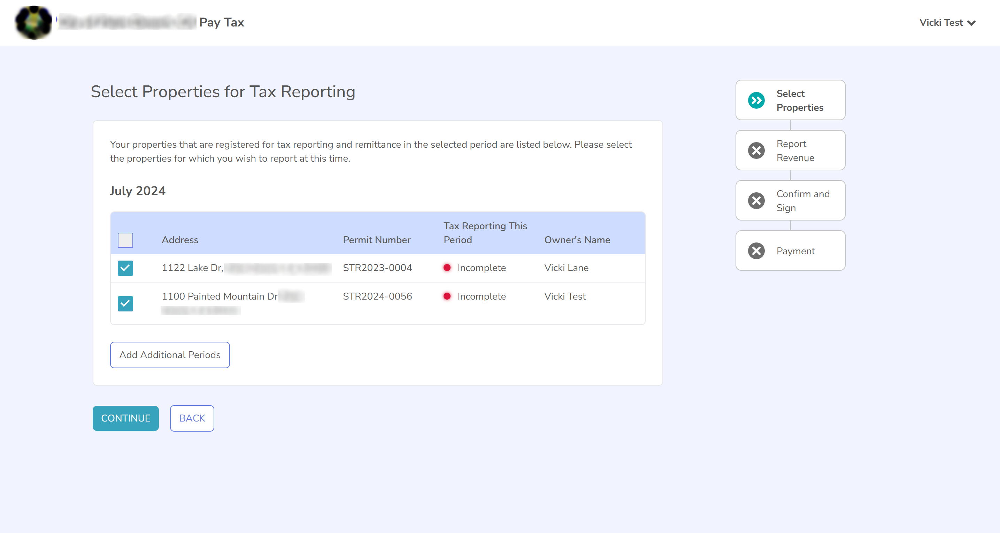 Pay Tax
Vicki Test
Select Properties for Tax Reporting
Your properties that are registered for tax reporting and remittance in the selected period are listed below. Please select
the properties for which you wish to report at this time.
July 2024
Address Permit Number Tax Reporting This Period Owner's Name
1122 Lake Dr, STR2023-0004 Incomplete Vicki Lane
1100 Painted Mountain Dr STR2024-0056 Incomplete Vicki Test
Add Additional Periods
CONTINUE BACK
Select
Properties
Report
Revenue
Confirm and
Sign
Payment